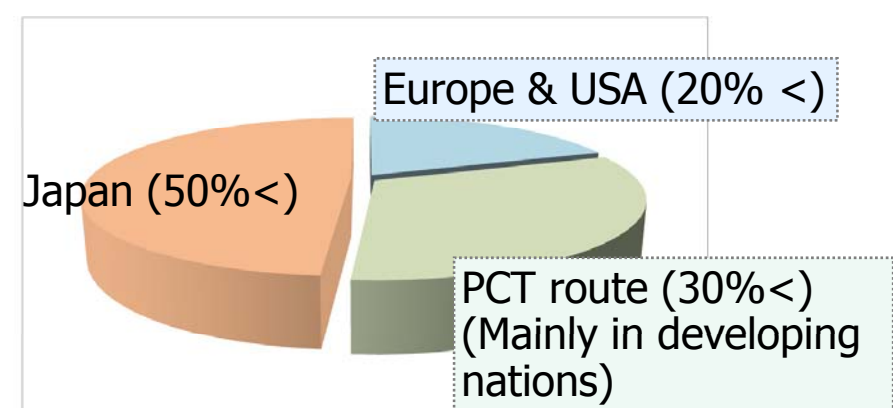 Europe & USA (20% <)
Japan (50%<)
PCT route (30%<)
(Mainly in developing
nations)